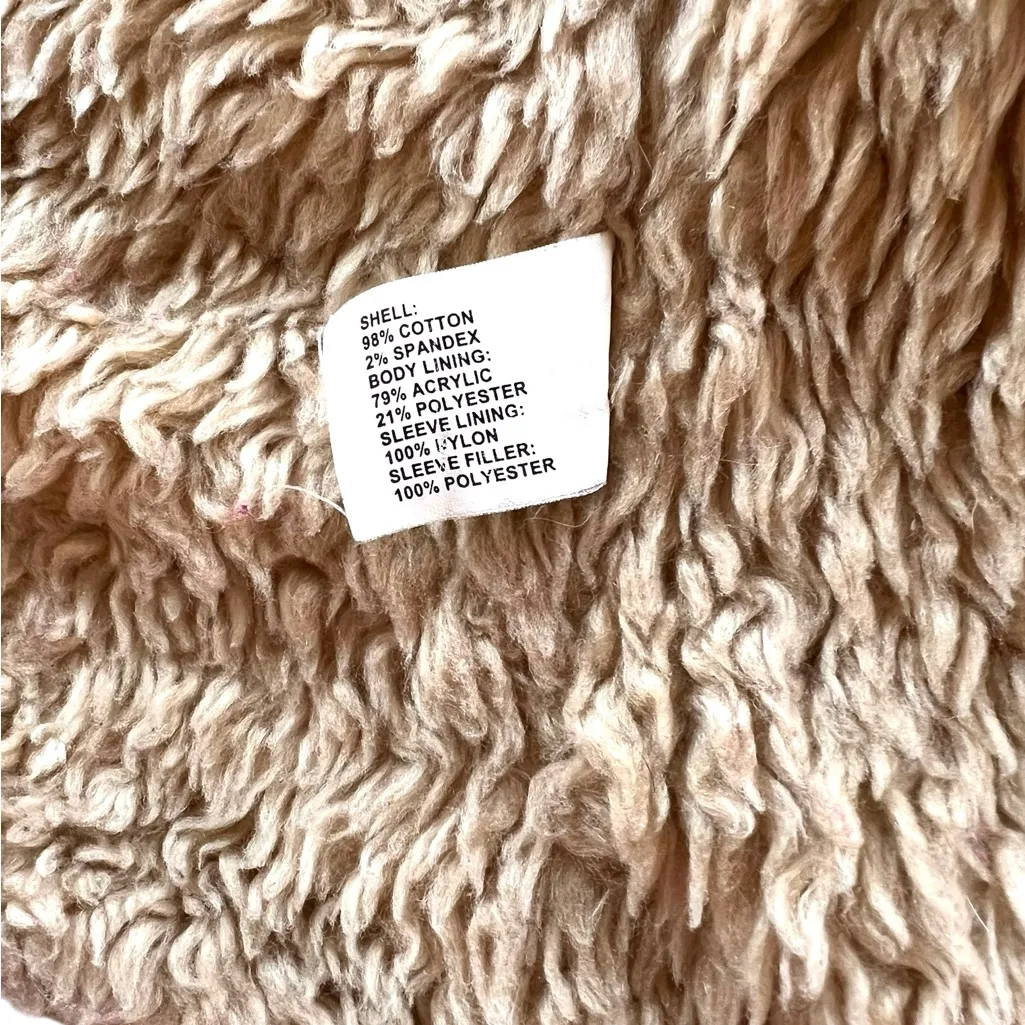 SHELL:
98% COTTON
2% SPANDEX
BODY LINING:
79% ACRYLIC
21% POLYESTER
SLEEVE LINING:
100% NYLON
SLEEVE FILLER:
100% POLYESTER